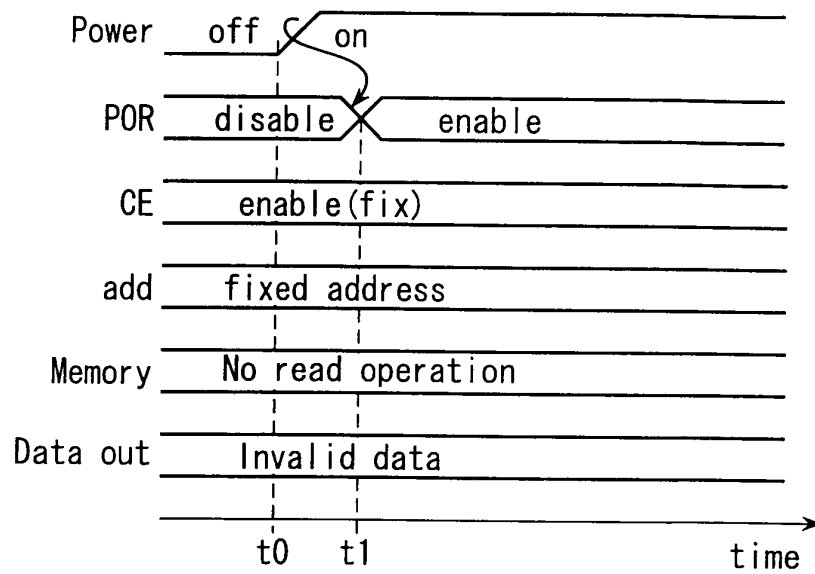 Power off on
POR disable enable
CE enable(fix)
add fixed address
Memory No read operation
Data out Invalid data
t0 t1 time